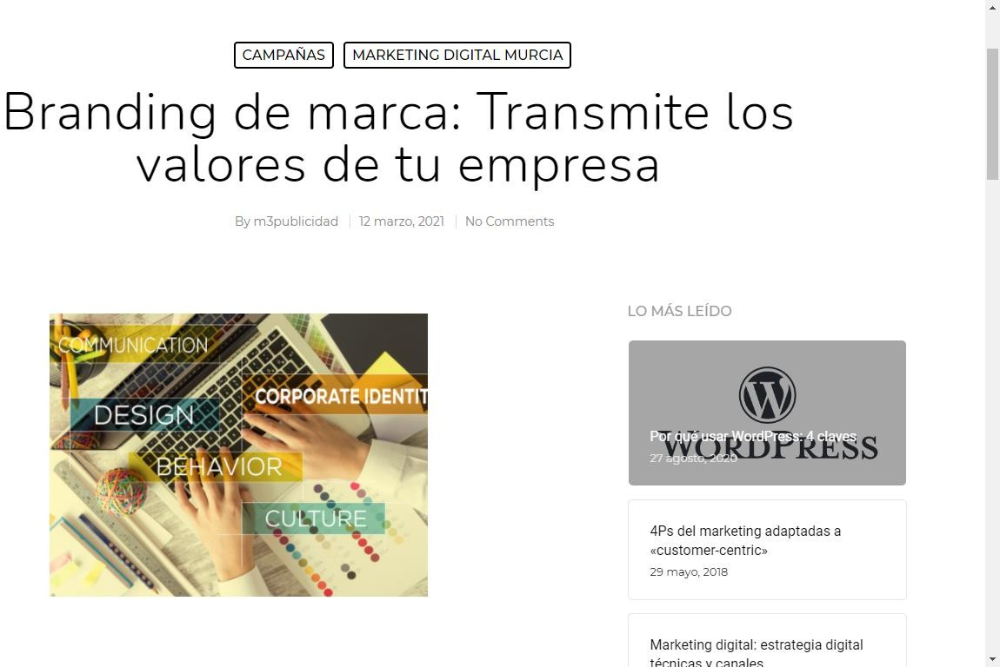 CAMPAÑAS MARKETING DIGITAL MURCIA
Branding de marca: Transmite los
valores de tu empresa
By m3publicidad
12 marzo, 2021
No Comments
COMMUNICATION
CORPORATE IDENTIT
DESIGN
BEHAVIOR
CULTURE
LO MÁS LEÍDO
WORDPRESS
Por qué usar WordPress: 4 claves
27 agosto, 2020
4Ps del marketing adaptadas a
«customer-centric»
29 mayo, 2018
Marketing digital: estrategia digital
técnicas y canales